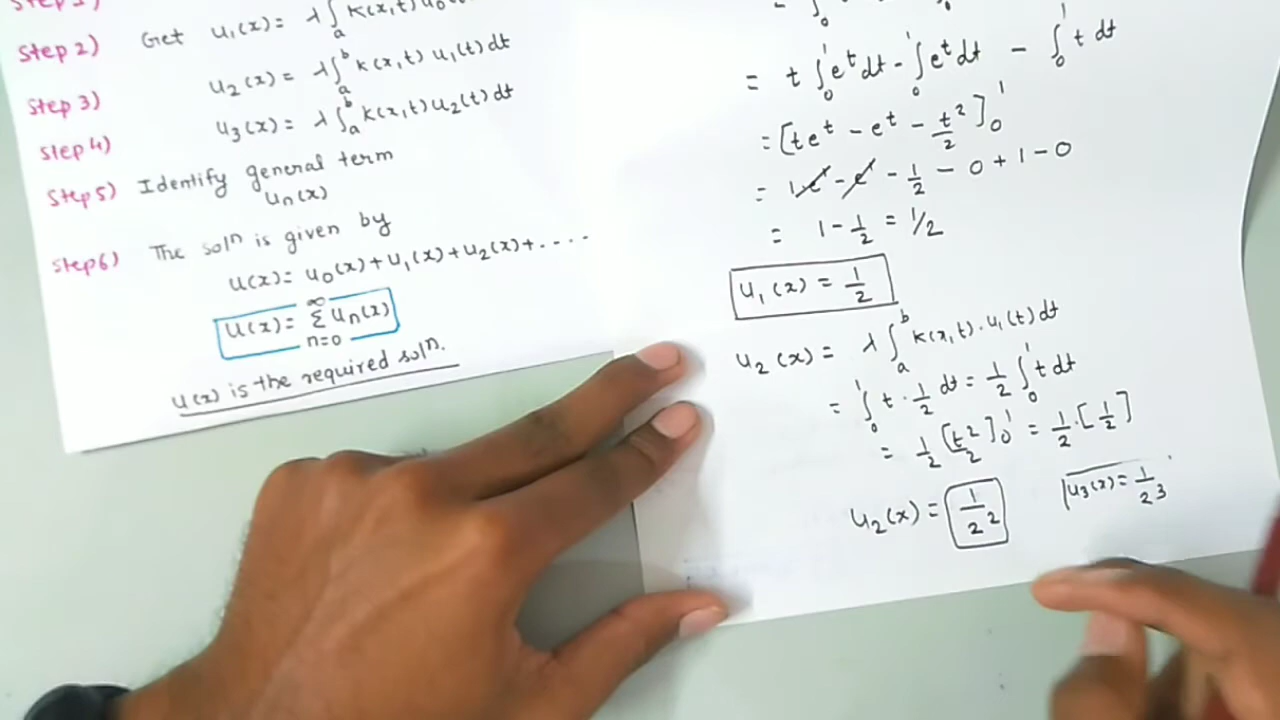 Step 2) Get u₁(x) = λ∫ₐ K(x,t) u₀
Step 3) u₂(x) = λ∫ₐᵇ K(x,t) u₁(t) dt
Step 4) u₃(x) = λ∫ₐᵇ K(x,t) u₂(t) dt
Step 5) Identify general term
uₙ(x)
Step 6) The solⁿ is given by
u(x) = u₀(x) + u₁(x) + u₂(x) + ....
u(x) = ∞Σn=0 uₙ(x)
u(x) is the required solⁿ.
= t ∫₀¹ eᵗ dt - ∫₀¹ eᵗ dt - ∫₀¹ t dt
= [teᵗ - eᵗ - t²/2]₀¹
= 1e¹ - e¹ - 1/2 - 0 + 1 - 0
= 1 - 1/2 = 1/2
u₁(x) = 1/2
u₂(x) = λ∫ₐᵇ K(x,t) · u₁(t) dt
= ∫₀¹ t · 1/2 dt = 1/2 ∫₀¹ t dt
= 1/2 [t²/2]₀¹ = 1/2 · [1/2]
u₂(x) = 1/2² u₃(x) = 1/2³